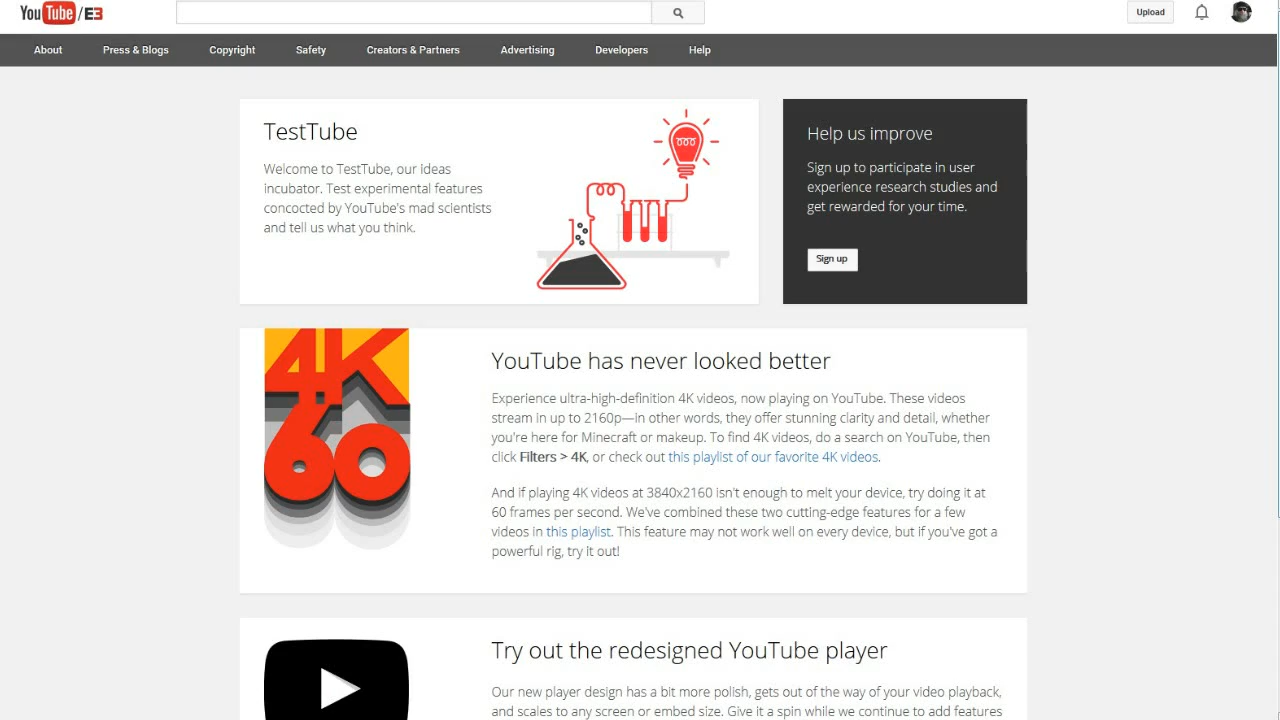 YouTube /E3
Upload
About Press & Blogs Copyright Safety Creators & Partners Advertising Developers Help
TestTube
Welcome to TestTube, our ideas
incubator. Test experimental features
concocted by YouTube's mad scientists
and tell us what you think.
Help us improve
Sign up to participate in user
experience research studies and
get rewarded for your time.
Sign up
4K
60
YouTube has never looked better
Experience ultra-high-definition 4K videos, now playing on YouTube. These videos
stream in up to 2160p—in other words, they offer stunning clarity and detail, whether
you're here for Minecraft or makeup. To find 4K videos, do a search on YouTube, then
click Filters > 4K, or check out this playlist of our favorite 4K videos.
And if playing 4K videos at 3840x2160 isn't enough to melt your device, try doing it at
60 frames per second. We've combined these two cutting-edge features for a few
videos in this playlist. This feature may not work well on every device, but if you've got a
powerful rig, try it out!
Try out the redesigned YouTube player
Our new player design has a bit more polish, gets out of the way of your video playback,
and scales to any screen or embed size. Give it a spin while we continue to add features